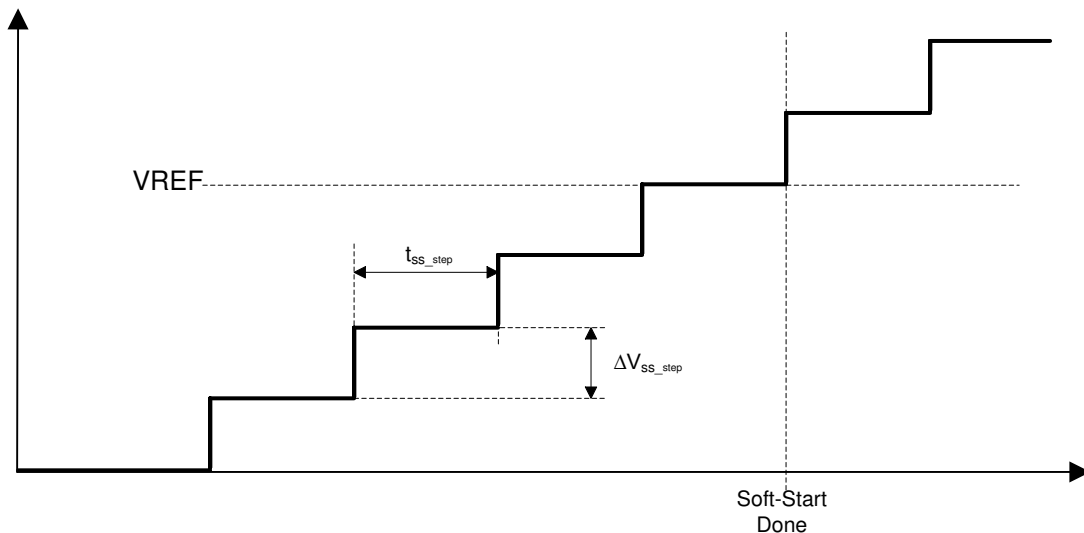 VREF
tss_step
ΔVss_step
Soft-Start
Done